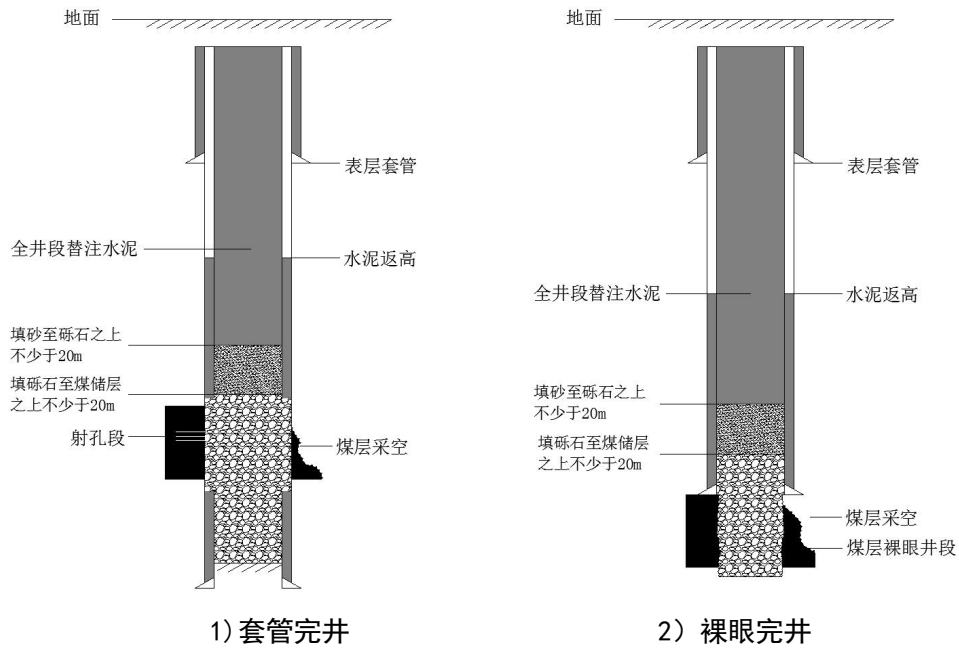 地面
表层套管
全井段替注水泥
水泥返高
填砂至砾石之上
不少于20m
填砾石至煤储层
之上不少于20m
射孔段
煤层采空
1)套管完井
地面
表层套管
全井段替注水泥
水泥返高
填砂至砾石之上
不少于20m
填砾石至煤储层
之上不少于20m
煤层采空
煤层裸眼井段
2) 裸眼完井